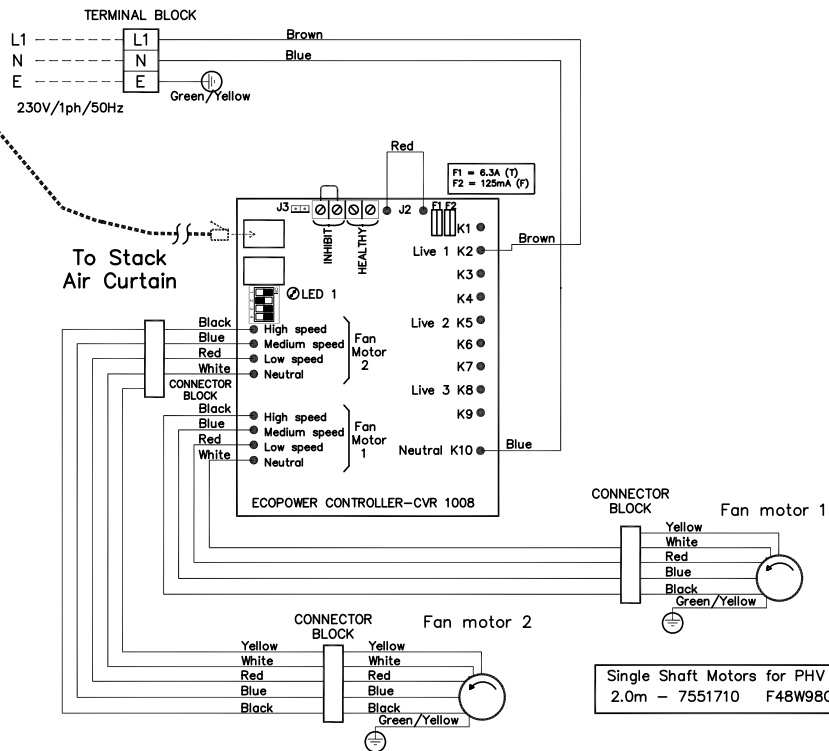 TERMINAL BLOCK
L1 L1 Brown
N N Blue
E E
Green/Yellow
230V/1ph/50Hz
Red
F1 = 6.3A (T)
F2 = 125mA (F)
J3 J2 F1 F2
INHIBIT
HEALTHY
K1
Live 1 K2 Brown
K3
K4
Live 2 K5
K6
K7
Live 3 K8
K9
Neutral K10 Blue
To Stack
Air Curtain
LED 1
Black High speed
Blue Medium speed
Red Low speed
White Neutral
Fan
Motor
2
CONNECTOR
BLOCK
Black High speed
Blue Medium speed
Red Low speed
White Neutral
Fan
Motor
1
ECOPOWER CONTROLLER-CVR 1008
CONNECTOR
BLOCK
Fan motor 1
Yellow
White
Red
Blue
Black
Green/Yellow
CONNECTOR
BLOCK
Fan motor 2
Yellow Yellow
White White
Red Red
Blue Blue
Black Black
Green/Yellow
Single Shaft Motors for PHV
2.0m - 7551710 F48W980